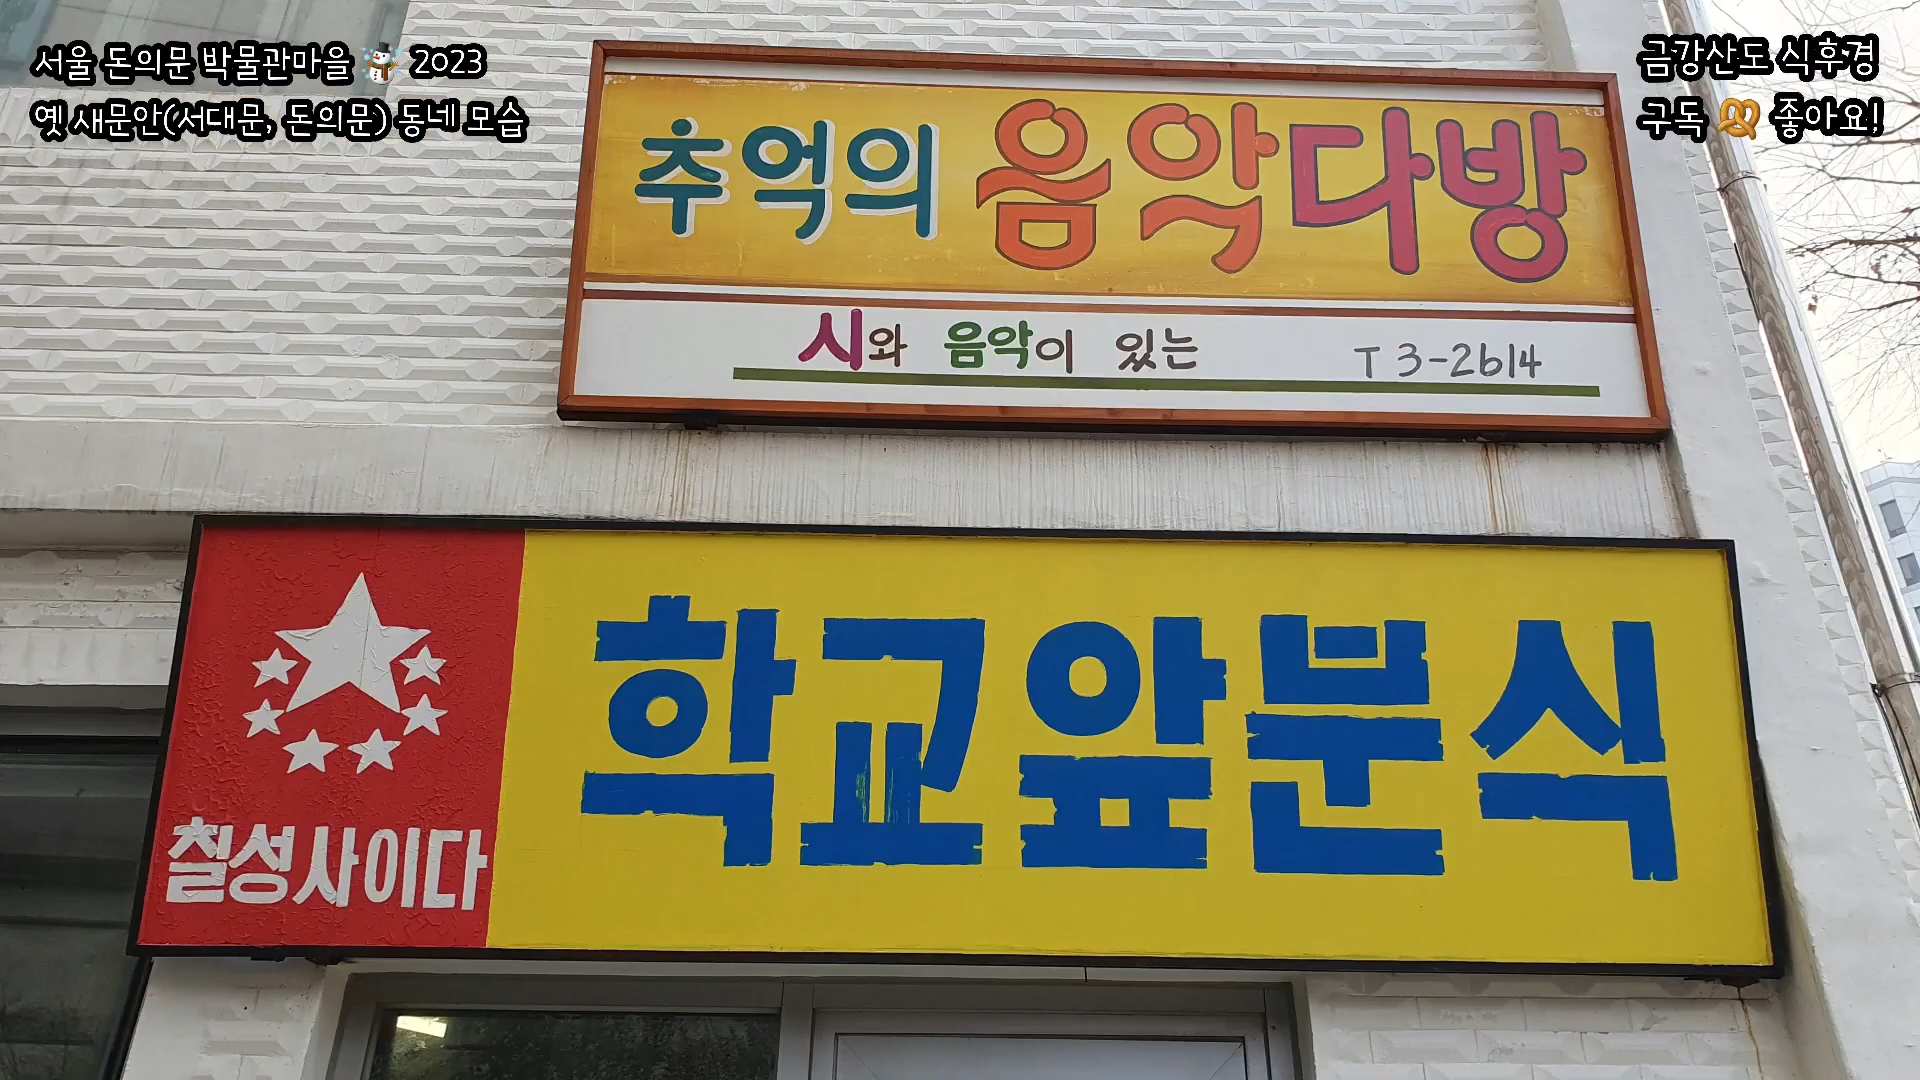 서울 돈의문 박물관마을 ☃️ 2023
옛 새문안(서대문, 돈의문) 동네 모습
금강산도 식후경
구독 🥨 좋아요!
추억의 음악다방
시와 음악이 있는 T 3-2614
칠성사이다
학교앞분식